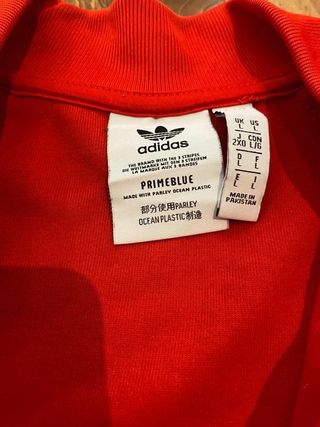 adidas
THE BRAND WITH THE 3 STRIPES
DIE WELTMARKE MIT DEN 3 STREIFEN
LA MARQUE AUX 3 BANDES
PRIMEBLUE
MADE WITH PARLEY OCEAN PLASTIC
部分使用PARLEY
OCEAN PLASTIC制造
UK US
L L
J CDN
2XO L/G
D F
L L
E I
L L
MADE IN
PAKISTAN